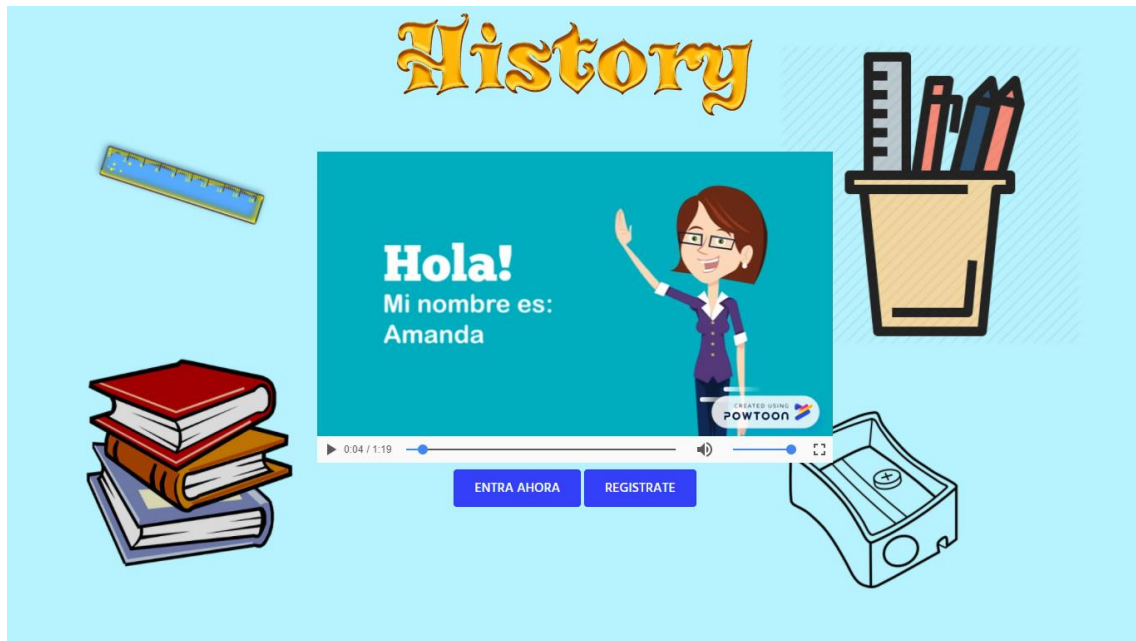 History
Hola!
Mi nombre es:
Amanda
CREATED USING
POWTOON
0:04 / 1:19
ENTRA AHORA
REGISTRATE